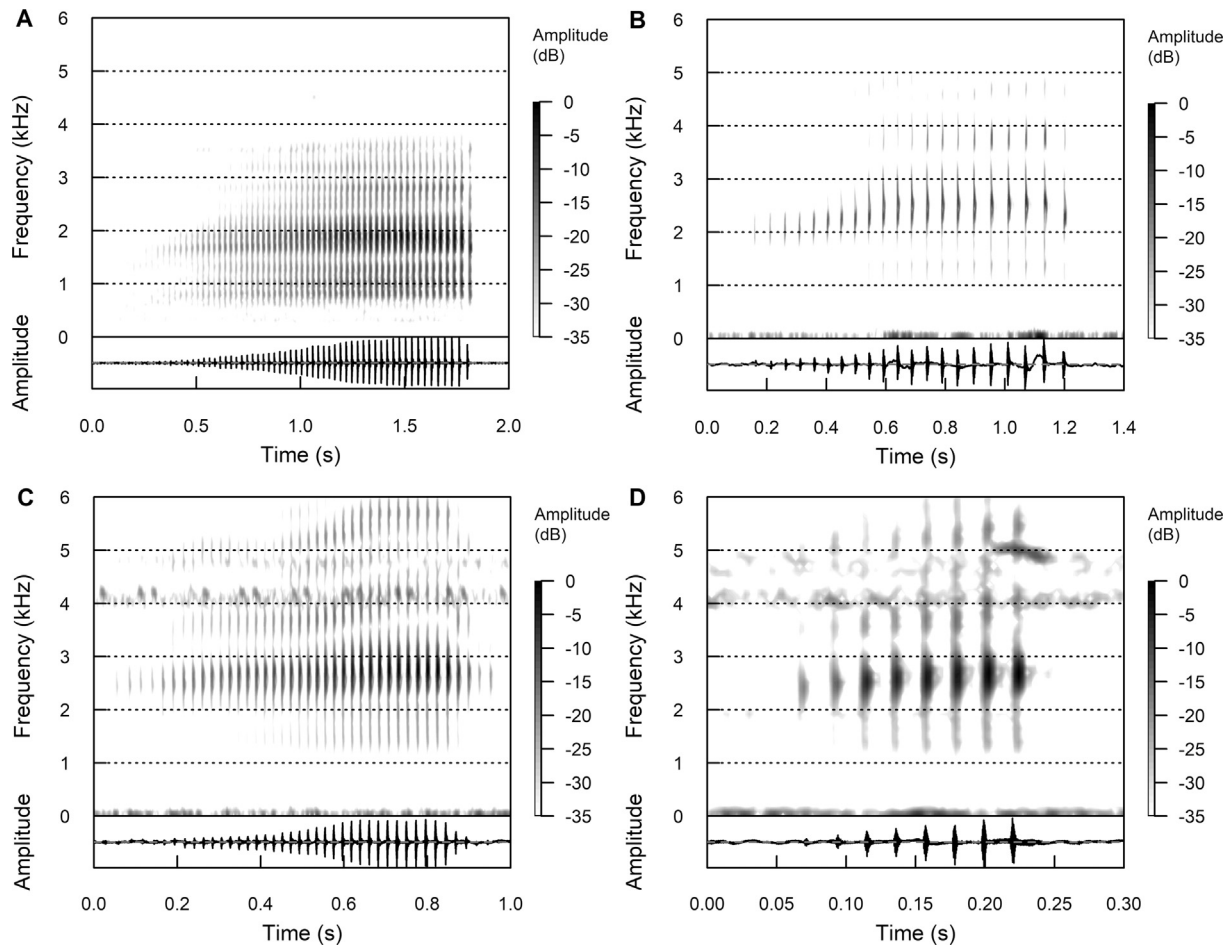 A
6
5
4
3
2
1
0
Frequency (kHz)
Amplitude
0.0 0.5 1.0 1.5 2.0
Time (s)
Amplitude
(dB)
0
-5
-10
-15
-20
-25
-30
-35
B
6
5
4
3
2
1
0
Frequency (kHz)
Amplitude
0.0 0.2 0.4 0.6 0.8 1.0 1.2 1.4
Time (s)
Amplitude
(dB)
0
-5
-10
-15
-20
-25
-30
-35
C
6
5
4
3
2
1
0
Frequency (kHz)
Amplitude
0.0 0.2 0.4 0.6 0.8 1.0
Time (s)
Amplitude
(dB)
0
-5
-10
-15
-20
-25
-30
-35
D
6
5
4
3
2
1
0
Frequency (kHz)
Amplitude
0.00 0.05 0.10 0.15 0.20 0.25 0.30
Time (s)
Amplitude
(dB)
0
-5
-10
-15
-20
-25
-30
-35